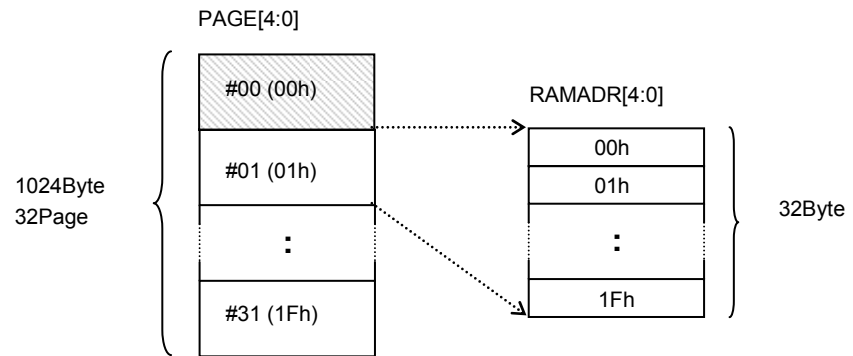 PAGE[4:0]
#00 (00h)
#01 (01h)
:
#31 (1Fh)
1024Byte
32Page
RAMADR[4:0]
00h
01h
:
1Fh
32Byte